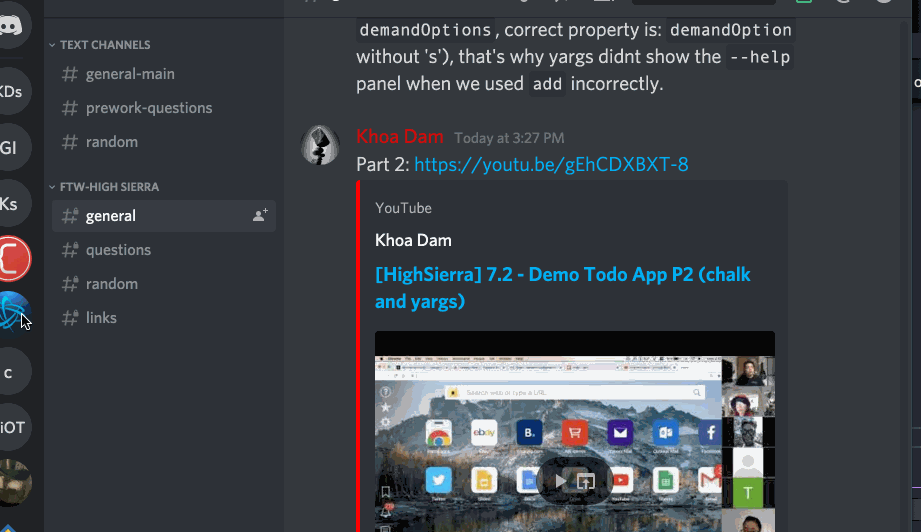 KDs
GI
Ks
C
c
iOT
TEXT CHANNELS
# general-main
# prework-questions
# random
FTW-HIGH SIERRA
# general
# questions
# random
# links
demandOptions, correct property is: demandOption
without 's'), that's why yargs didnt show the --help
panel when we used add incorrectly.
Khoa Dam Today at 3:27 PM
Part 2: https://youtu.be/gEhCDXBXT-8
YouTube
Khoa Dam
[HighSierra] 7.2 - Demo Todo App P2 (chalk
and yargs)
Search web or type a URL
ebay
B.
f
T